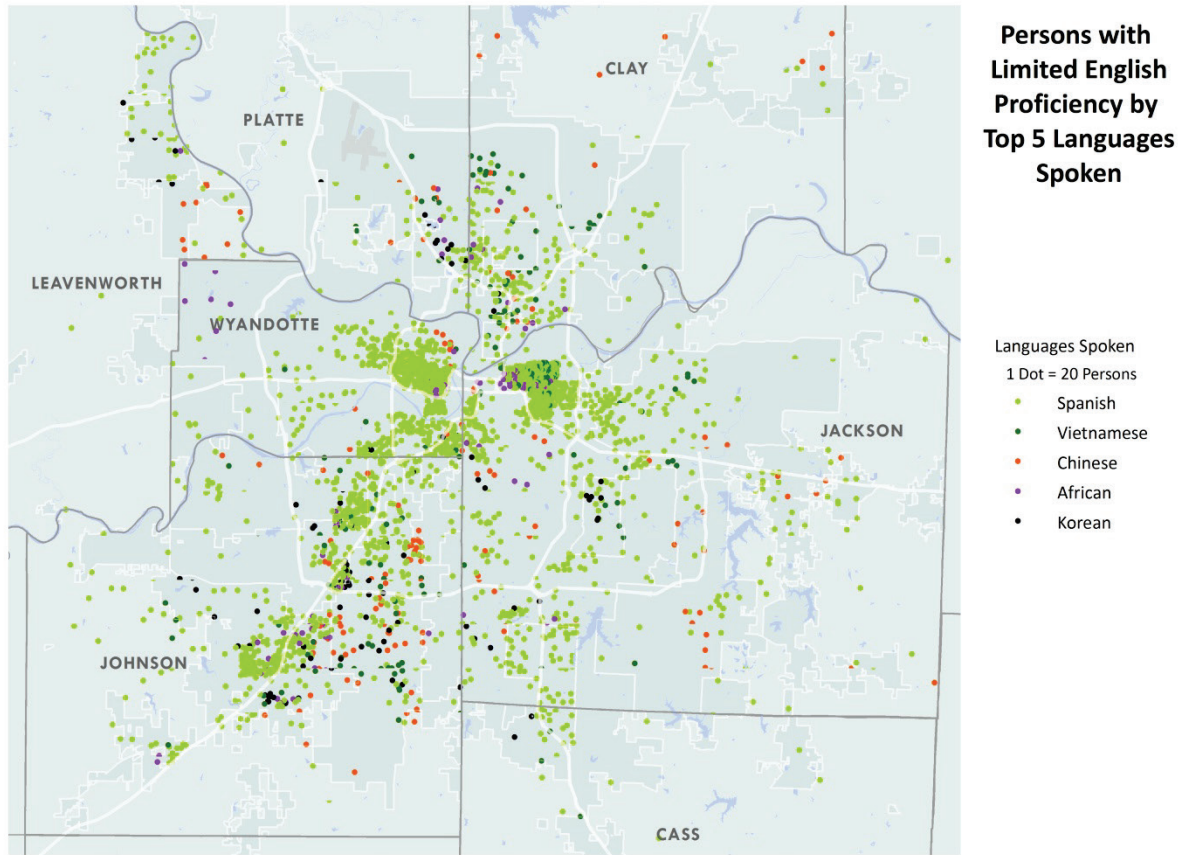 Persons with
Limited English
Proficiency by
Top 5 Languages
Spoken
CLAY
PLATTE
LEAVENWORTH
WYANDOTTE
JACKSON
JOHNSON
CASS
Languages Spoken
1 Dot = 20 Persons
Spanish
Vietnamese
Chinese
African
Korean